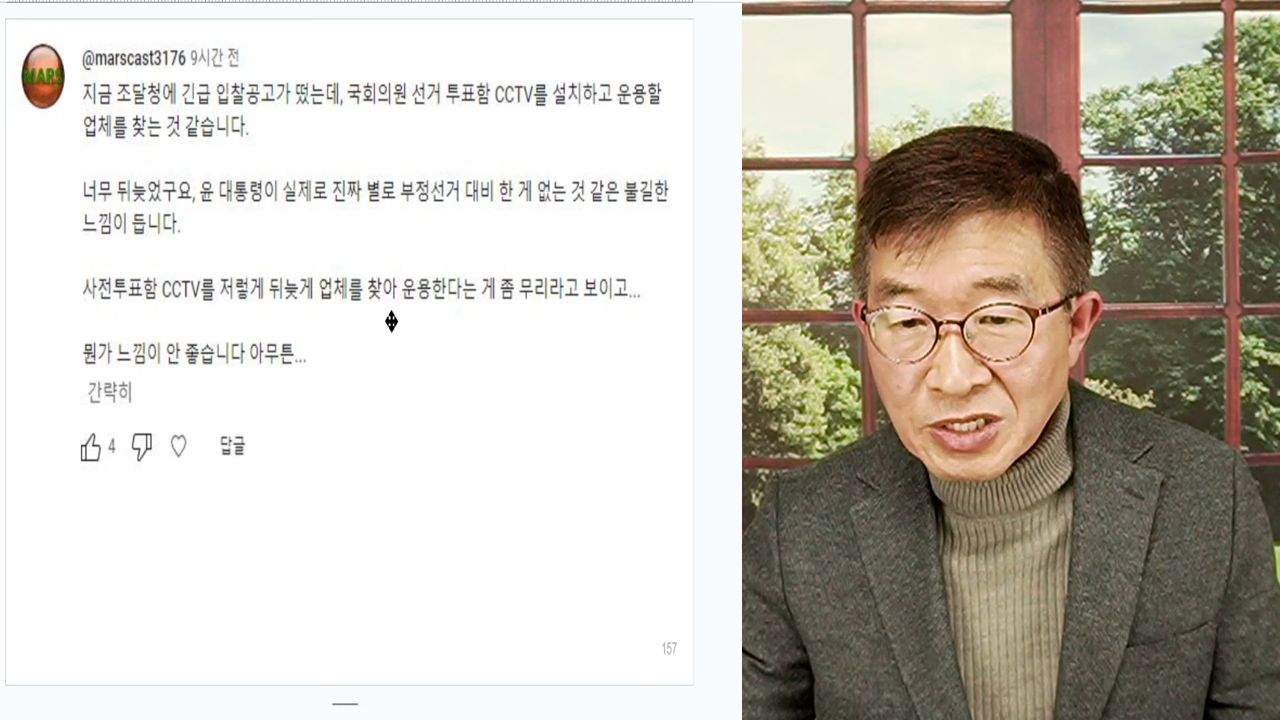 MARS
@marscast3176 9시간 전
지금 조달청에 긴급 입찰공고가 떴는데, 국회의원 선거 투표함 CCTV를 설치하고 운용할
업체를 찾는 것 같습니다.
너무 뒤늦었구요, 윤 대통령이 실제로 진짜 별로 부정선거 대비 한 게 없는 것 같은 불길한
느낌이 듭니다.
사전투표함 CCTV를 저렇게 뒤늦게 업체를 찾아 운용한다는 게 좀 무리라고 보이고...
뭔가 느낌이 안 좋습니다 아무튼...
간략히
4 답글
157